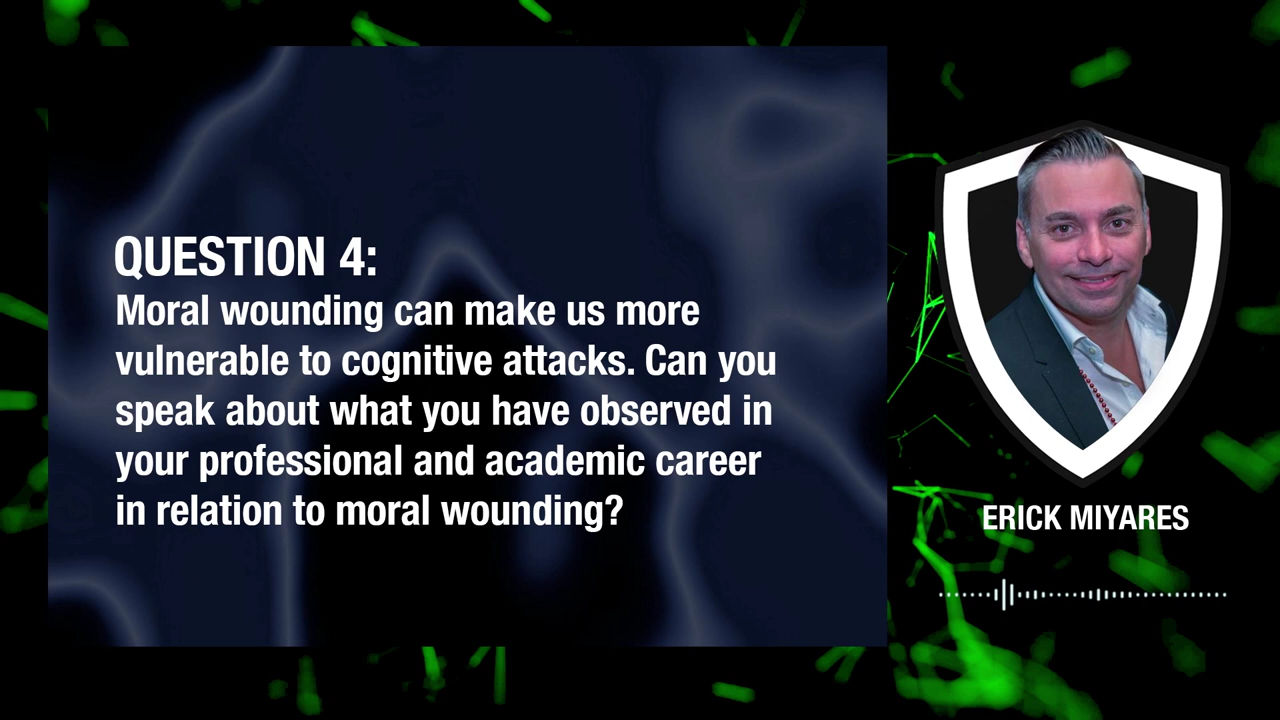 QUESTION 4:
Moral wounding can make us more
vulnerable to cognitive attacks. Can you
speak about what you have observed in
your professional and academic career
in relation to moral wounding?
ERICK MIYARES